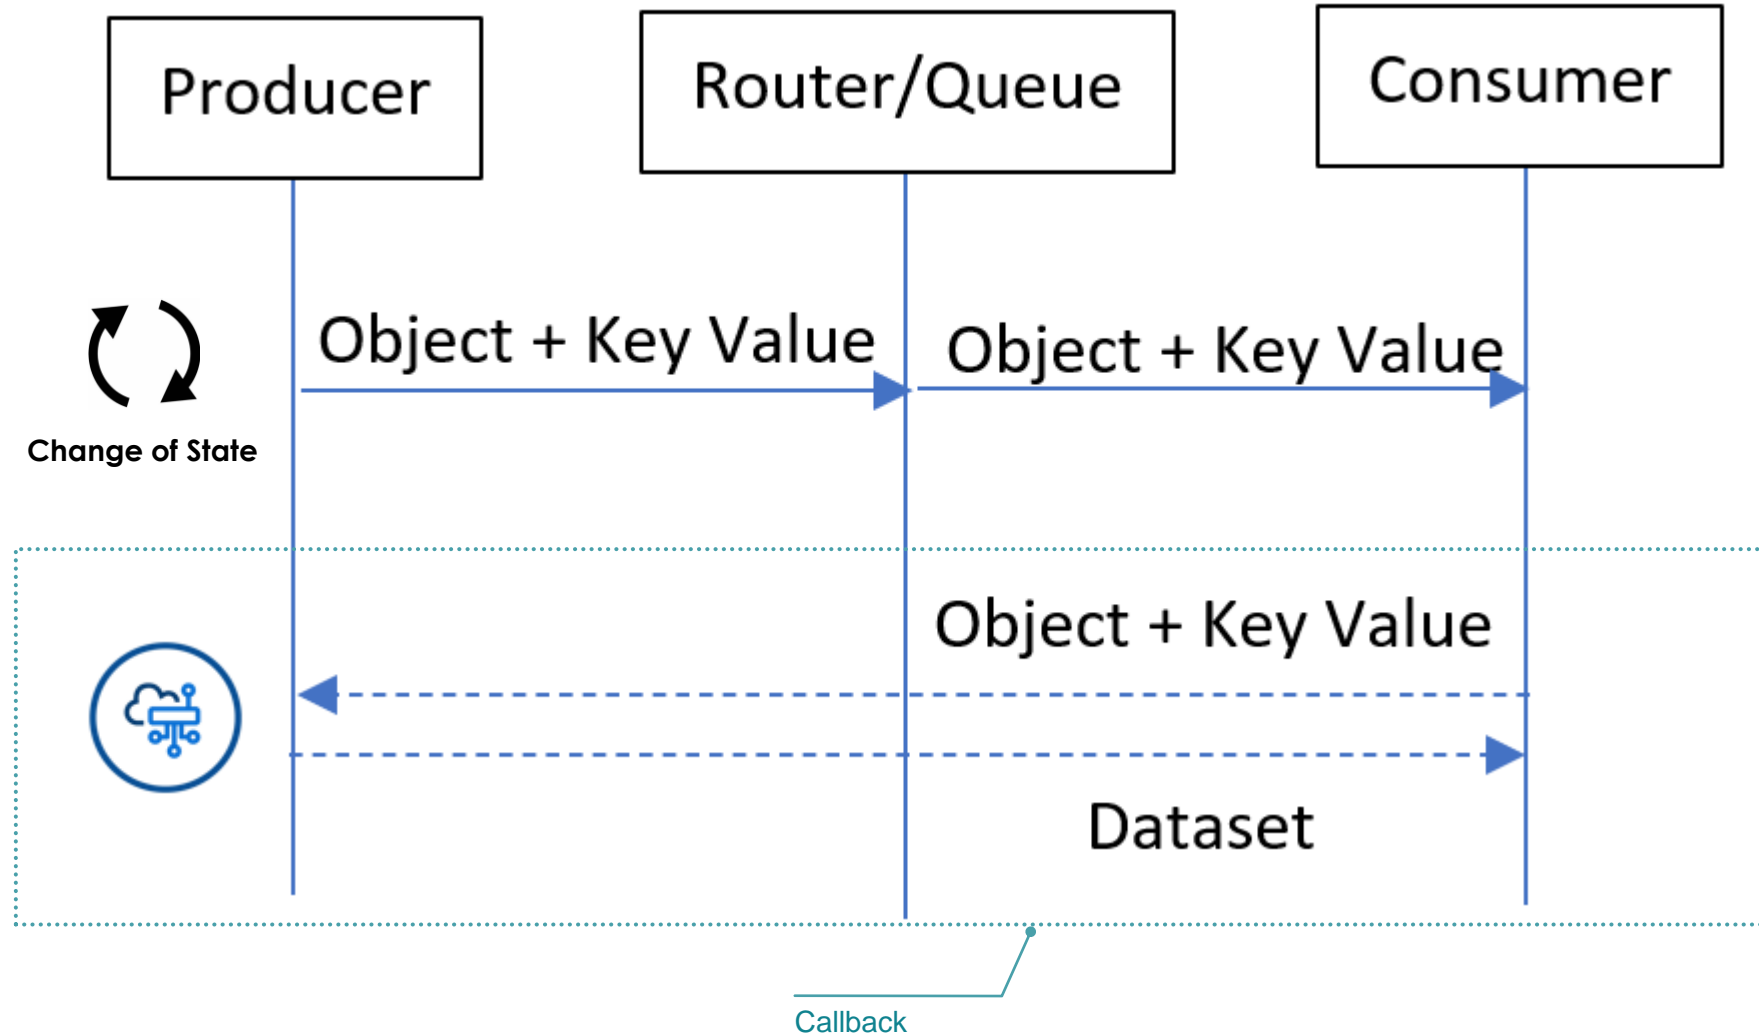 Producer
Router/Queue
Consumer
Object + Key Value
Object + Key Value
Change of State
Object + Key Value
Dataset
Callback